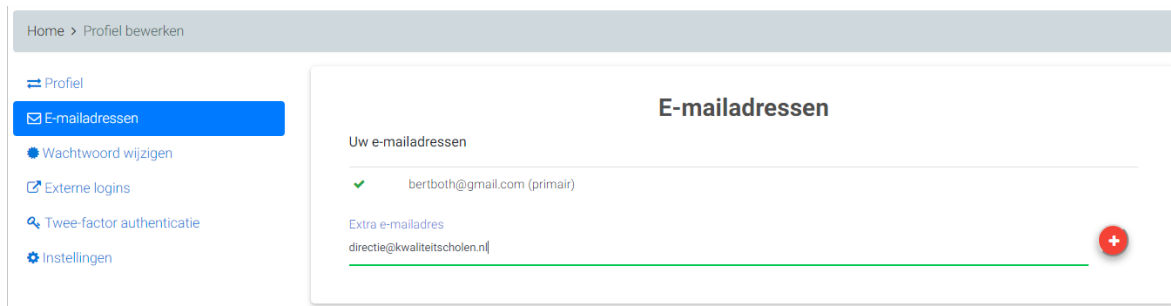 Home > Profiel bewerken
Profiel
E-mailadressen
Wachtwoord wijzigen
Externe logins
Twee-factor authenticatie
Instellingen
E-mailadressen
Uw e-mailadressen
bertboth@gmail.com (primair)
Extra e-mailadres
directie@kwaliteitscholen.nl